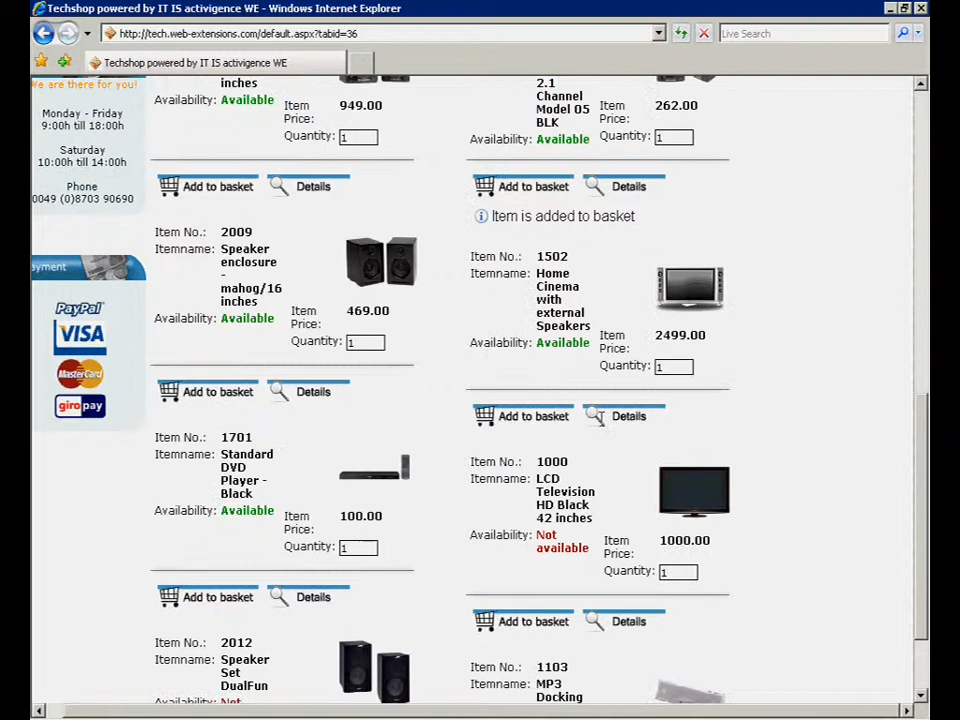 Techshop powered by IT IS activigence WE - Windows Internet Explorer
http://tech.web-extensions.com/default.aspx?tabid=36
Live Search
Techshop powered by IT IS activigence WE
We are there for you!
Monday - Friday
9:00h till 18:00h
Saturday
10:00h till 14:00h
Phone
0049 (0)8703 90690
ayment
PayPal
VISA
MasterCard
giropay
inches
Availability: Available
Item Price: 949.00
Quantity: 1
Add to basket Details
2.1
Channel
Model 05
BLK
Availability: Available
Item Price: 262.00
Quantity: 1
Add to basket Details
Item is added to basket
Item No.: 2009
Itemname: Speaker
enclosure
-
mahog/16
inches
Availability: Available
Item Price: 469.00
Quantity: 1
Add to basket Details
Item No.: 1502
Itemname: Home
Cinema
with
external
Speakers
Availability: Available
Item Price: 2499.00
Quantity: 1
Add to basket Details
Item No.: 1701
Itemname: Standard
DVD
Player -
Black
Availability: Available
Item Price: 100.00
Quantity: 1
Add to basket Details
Item No.: 1000
Itemname: LCD
Television
HD Black
42 inches
Availability: Not
available
Item Price: 1000.00
Quantity: 1
Add to basket Details
Item No.: 2012
Itemname: Speaker
Set
DualFun
Item No.: 1103
Itemname: MP3
Docking